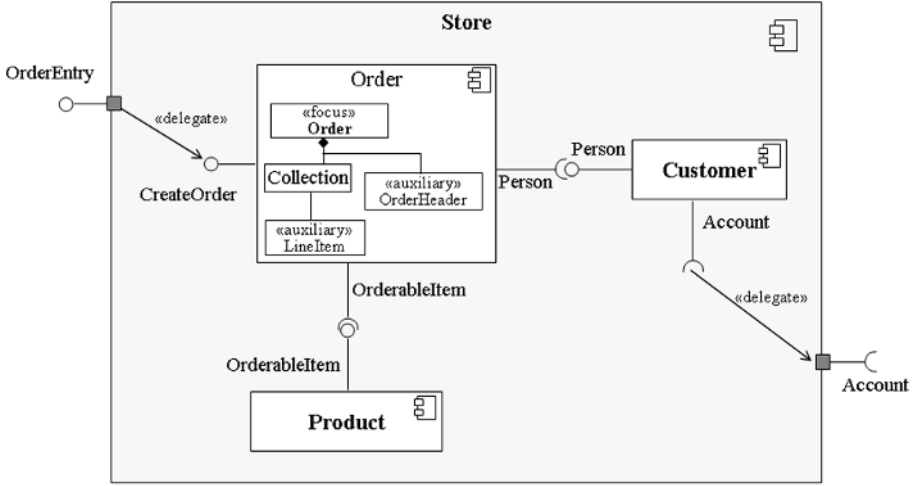 Store
OrderEntry
«delegate»
CreateOrder
Order
«focus»
Order
Collection
«auxiliary»
OrderHeader
«auxiliary»
LineItem
Person
Person
Customer
Account
«delegate»
Account
OrderableItem
OrderableItem
Product